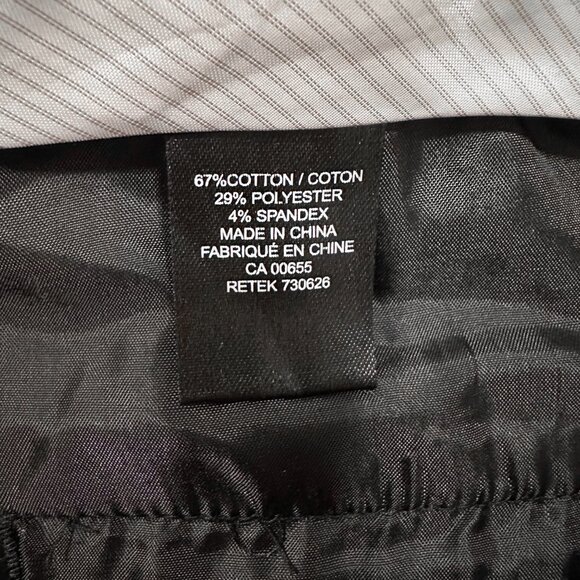 67%COTTON / COTON
29% POLYESTER
4% SPANDEX
MADE IN CHINA
FABRIQUÉ EN CHINE
CA 00655
RETEK 730626